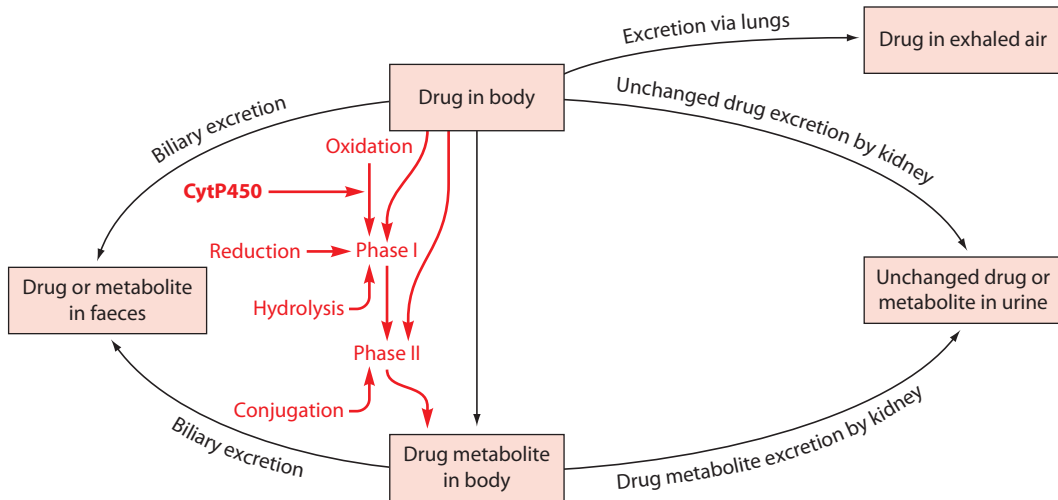 Excretion via lungs
Drug in exhaled air
Drug in body
Unchanged drug excretion by kidney
Biliary excretion
Oxidation
CytP450
Reduction
Phase I
Drug or metabolite
in faeces
Unchanged drug or
metabolite in urine
Hydrolysis
Phase II
Conjugation
Biliary excretion
Drug metabolite
in body
Drug metabolite excretion by kidney